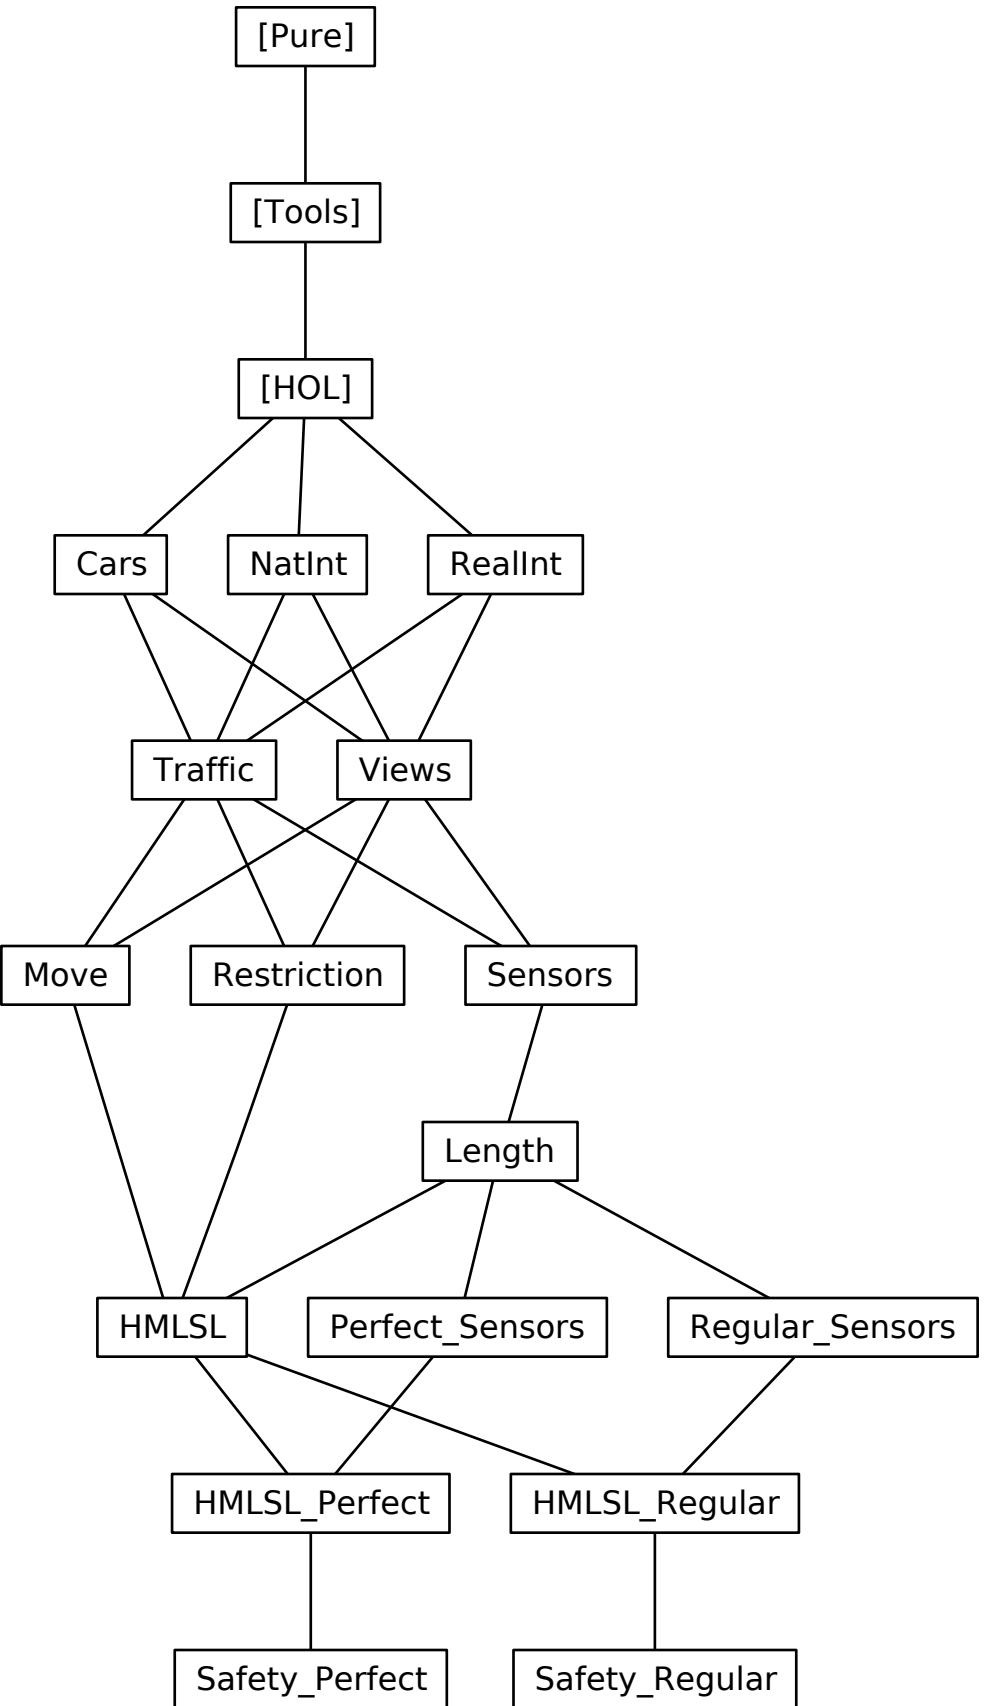 [Pure]
[Tools]
[HOL]
Cars
NatInt
RealInt
Traffic
Views
Move
Restriction
Sensors
Length
HMLSL
Perfect_Sensors
Regular_Sensors
HMLSL_Perfect
HMLSL_Regular
Safety_Perfect
Safety_Regular